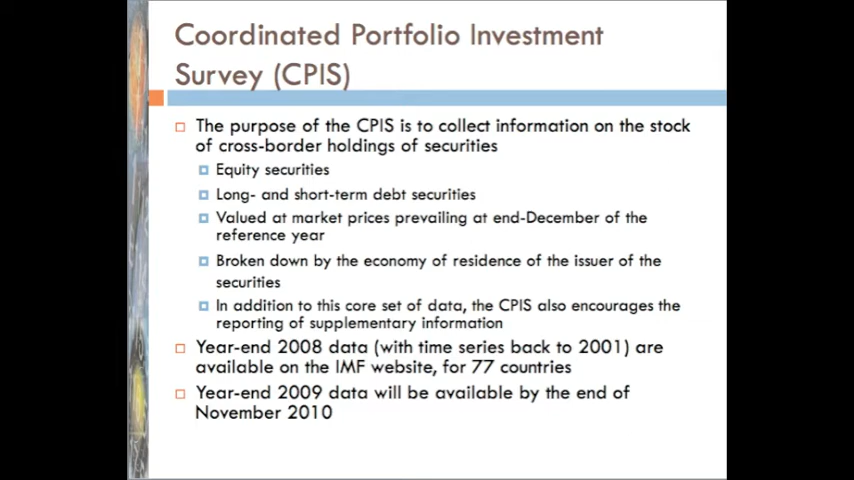 Coordinated Portfolio Investment
Survey (CPIS)
The purpose of the CPIS is to collect information on the stock
of cross-border holdings of securities
Equity securities
Long- and short-term debt securities
Valued at market prices prevailing at end-December of the
reference year
Broken down by the economy of residence of the issuer of the
securities
In addition to this core set of data, the CPIS also encourages the
reporting of supplementary information
Year-end 2008 data (with time series back to 2001) are
available on the IMF website, for 77 countries
Year-end 2009 data will be available by the end of
November 2010